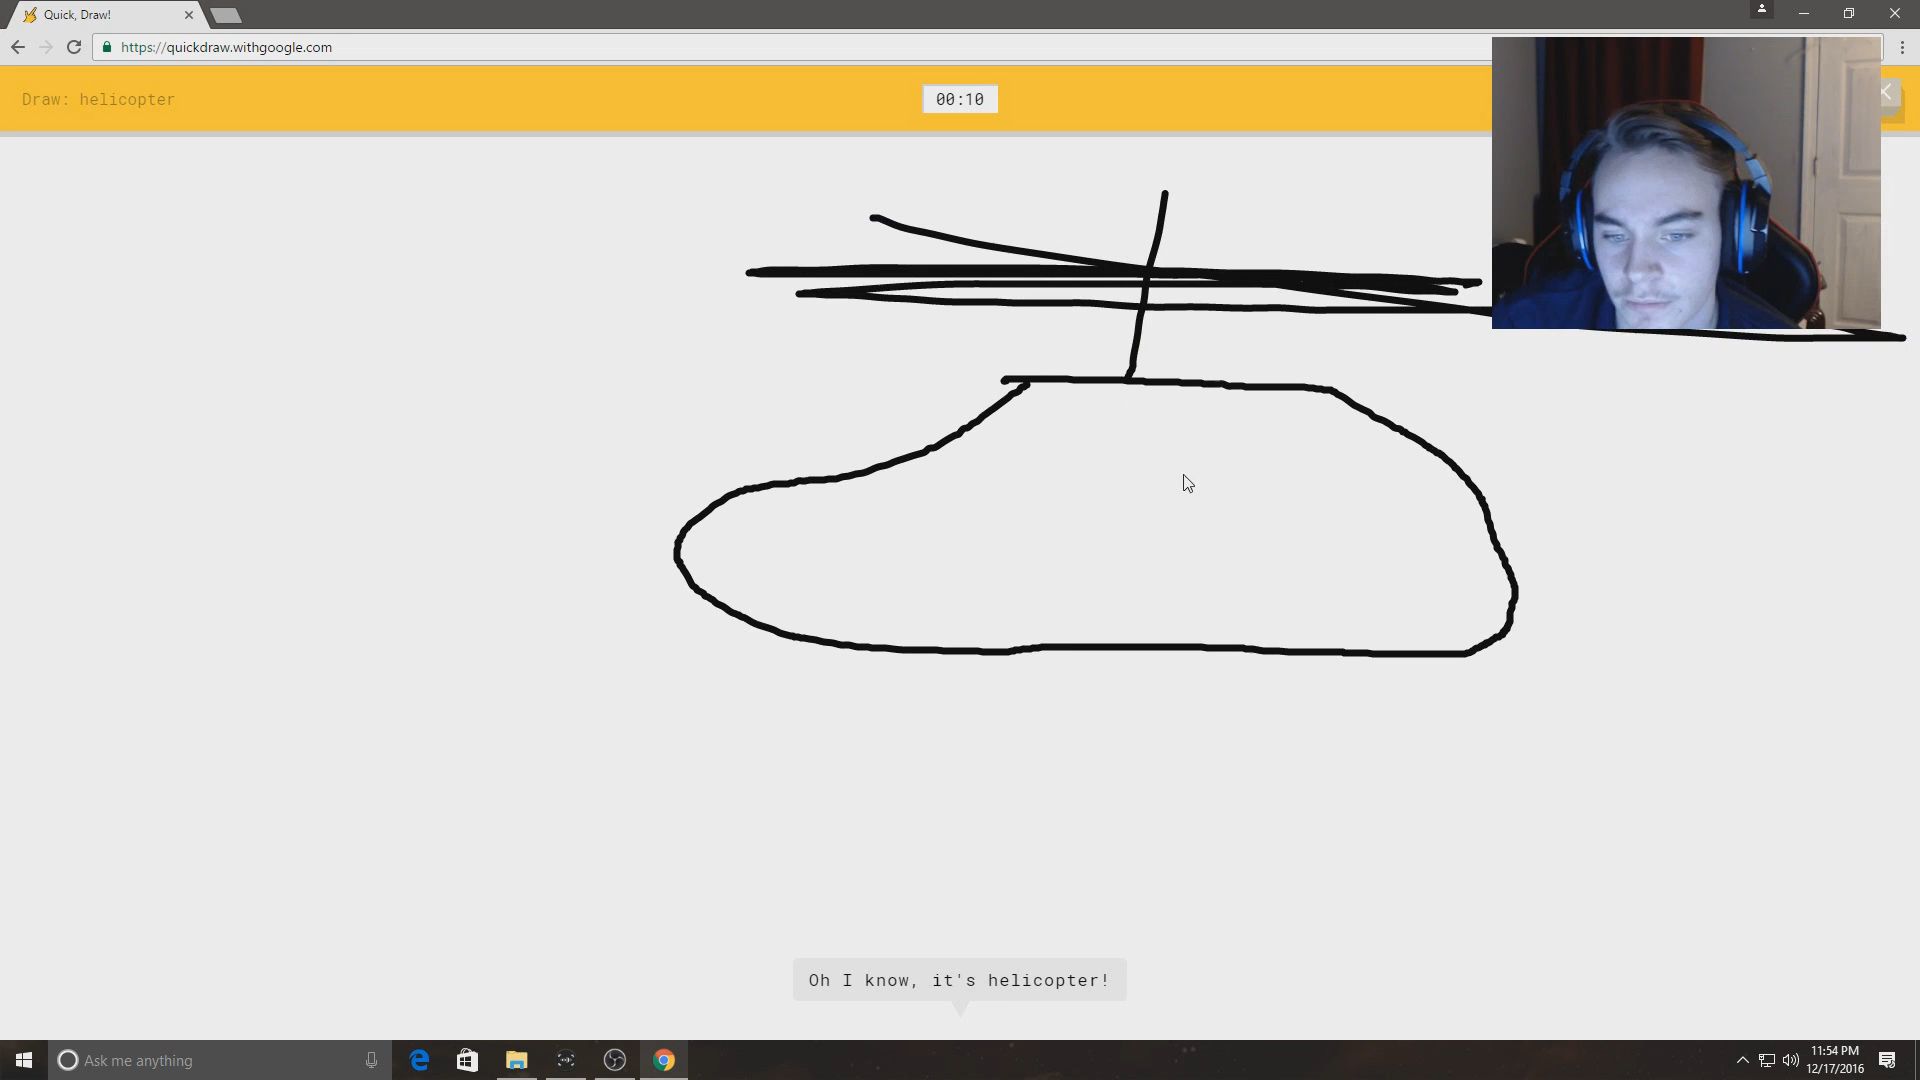 Quick, Draw!
https://quickdraw.withgoogle.com
Draw: helicopter
00:10
Oh I know, it's helicopter!
Ask me anything
11:54 PM
12/17/2016